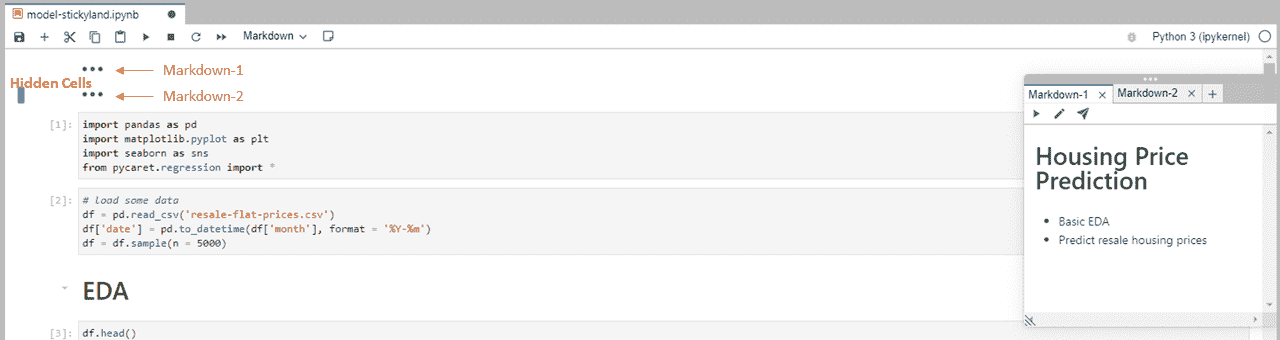 model-stickyland.ipynb
Markdown
Python 3 (ipykernel)
Markdown-1
Hidden Cells
Markdown-2
[1]:
import pandas as pd
import matplotlib.pyplot as plt
import seaborn as sns
from pycaret.regression import *
[2]:
# load some data
df = pd.read_csv('resale-flat-prices.csv')
df['date'] = pd.to_datetime(df['month'], format = '%Y-%m')
df = df.sample(n = 5000)
EDA
[3]:
df.head()
Markdown-1 × Markdown-2 × +
Housing Price
Prediction
• Basic EDA
• Predict resale housing prices